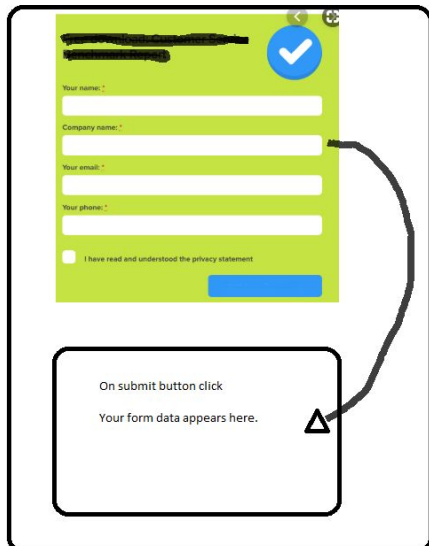 Your name: *
Company name: *
Your email: *
Your phone: *
I have read and understood the privacy statement
On submit button click
Your form data appears here.